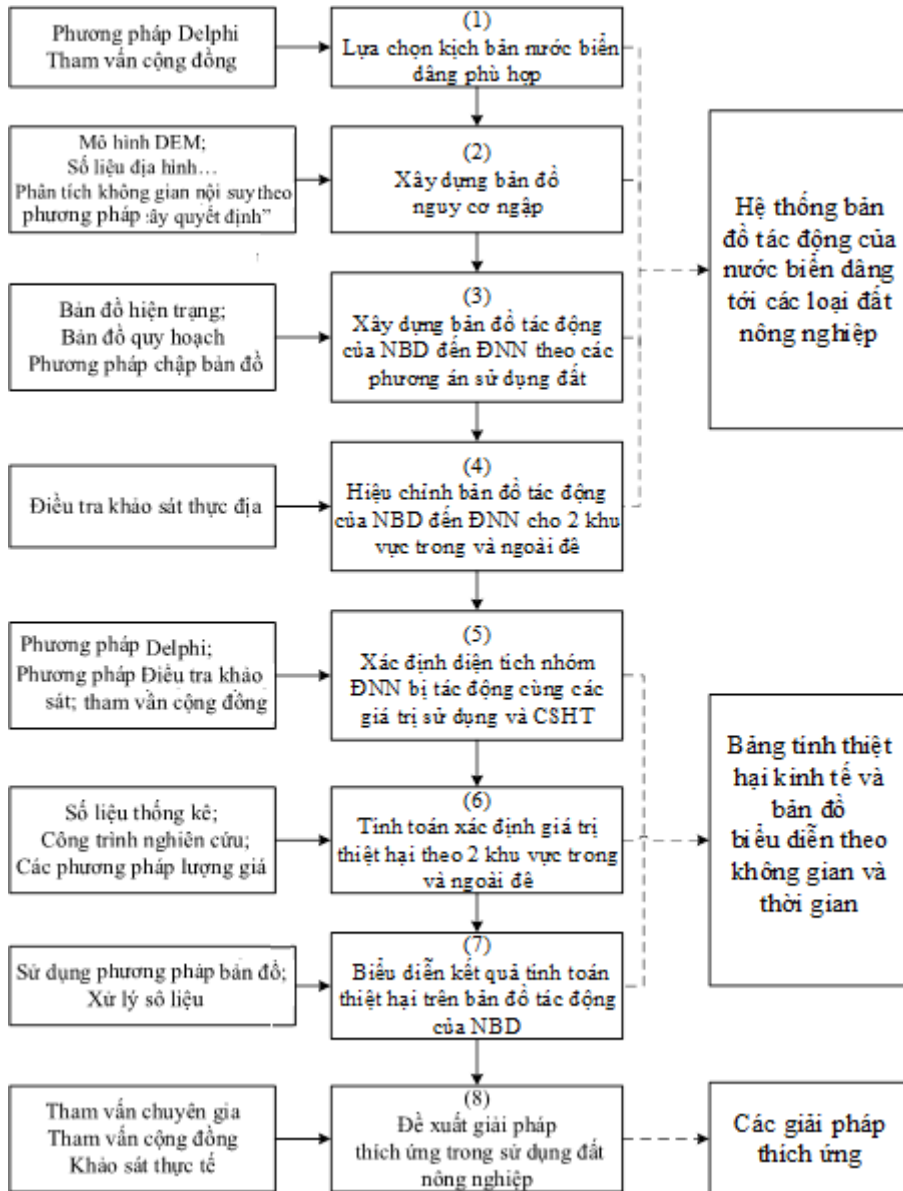 Phương pháp Delphi
Tham vấn cộng đồng
(1)
Lựa chọn kịch bản nước biển
dâng phù hợp
Mô hình DEM;
Số liệu địa hình...
Phân tích không gian nội suy theo
phương pháp ây quyết định”
(2)
Xây dựng bản đồ
nguy cơ ngập
Bản đồ hiện trạng;
Bản đồ quy hoạch
Phương pháp chập bản đồ
(3)
Xây dựng bản đồ tác động
của NBD đến ĐNN theo các
phương án sử dụng đất
Điều tra khảo sát thực địa
(4)
Hiệu chỉnh bản đồ tác động
của NBD đến ĐNN cho 2 khu
vực trong và ngoài đê
Hệ thống bản
đồ tác động của
nước biển dâng
tới các loại đất
nông nghiệp
Phương pháp Delphi;
Phương pháp Điều tra khảo
sát; tham vấn cộng đồng
(5)
Xác định diện tích nhóm
ĐNN bị tác động cùng các
giá trị sử dụng và CSHT
Số liệu thống kê;
Công trình nghiên cứu;
Các phương pháp lượng giá
(6)
Tính toán xác định giá trị
thiệt hại theo 2 khu vực trong
và ngoài đê
Sử dụng phương pháp bản đồ;
Xử lý số liệu
(7)
Biểu diễn kết quả tính toán
thiệt hại trên bản đồ tác động
của NBD
Bảng tính thiệt
hại kinh tế và
bản đồ
biểu diễn theo
không gian và
thời gian
Tham vấn chuyên gia
Tham vấn cộng đồng
Khảo sát thực tế
(8)
Đề xuất giải pháp
thích ứng trong sử dụng đất
nông nghiệp
Các giải pháp
thích ứng